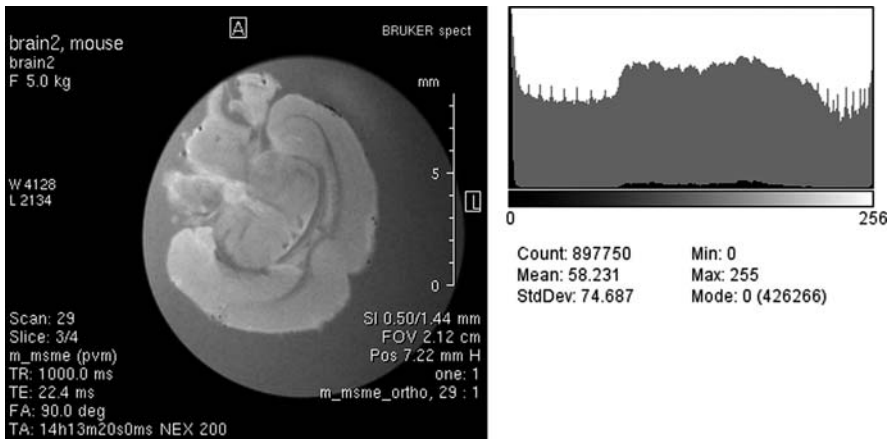 A
BRUKER spect
brain2, mouse
brain2
F 5.0 kg
mm
W 4128
L 2134
5
L
0
Scan: 29
Slice: 3/4
m_msme (pvm)
TR: 1000.0 ms
TE: 22.4 ms
FA: 90.0 deg
TA: 14h13m20s0ms NEX 200
SI 0.50/1.44 mm
FOV 2.12 cm
Pos 7.22 mm H
one: 1
m_msme_ortho, 29 : 1
0 256
Count: 897750 Min: 0
Mean: 58.231 Max: 255
StdDev: 74.687 Mode: 0 (426266)